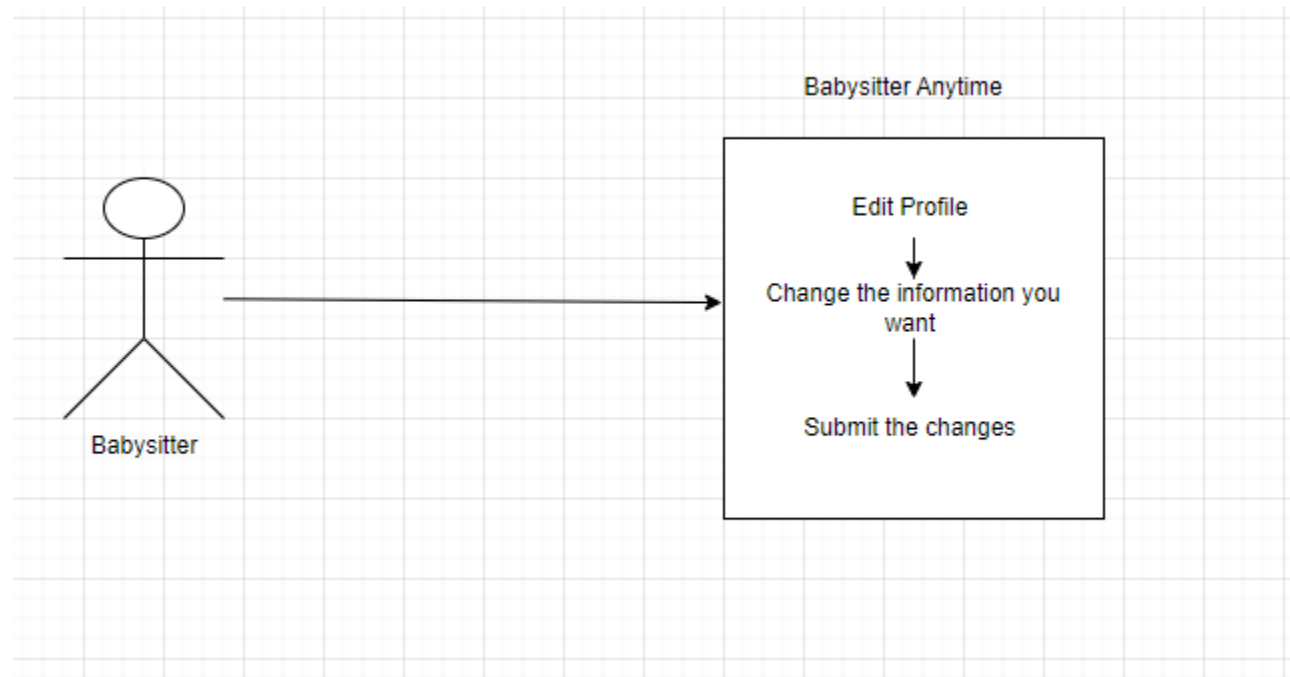 Babysitter Anytime
Edit Profile
Change the information you
want
Submit the changes
Babysitter